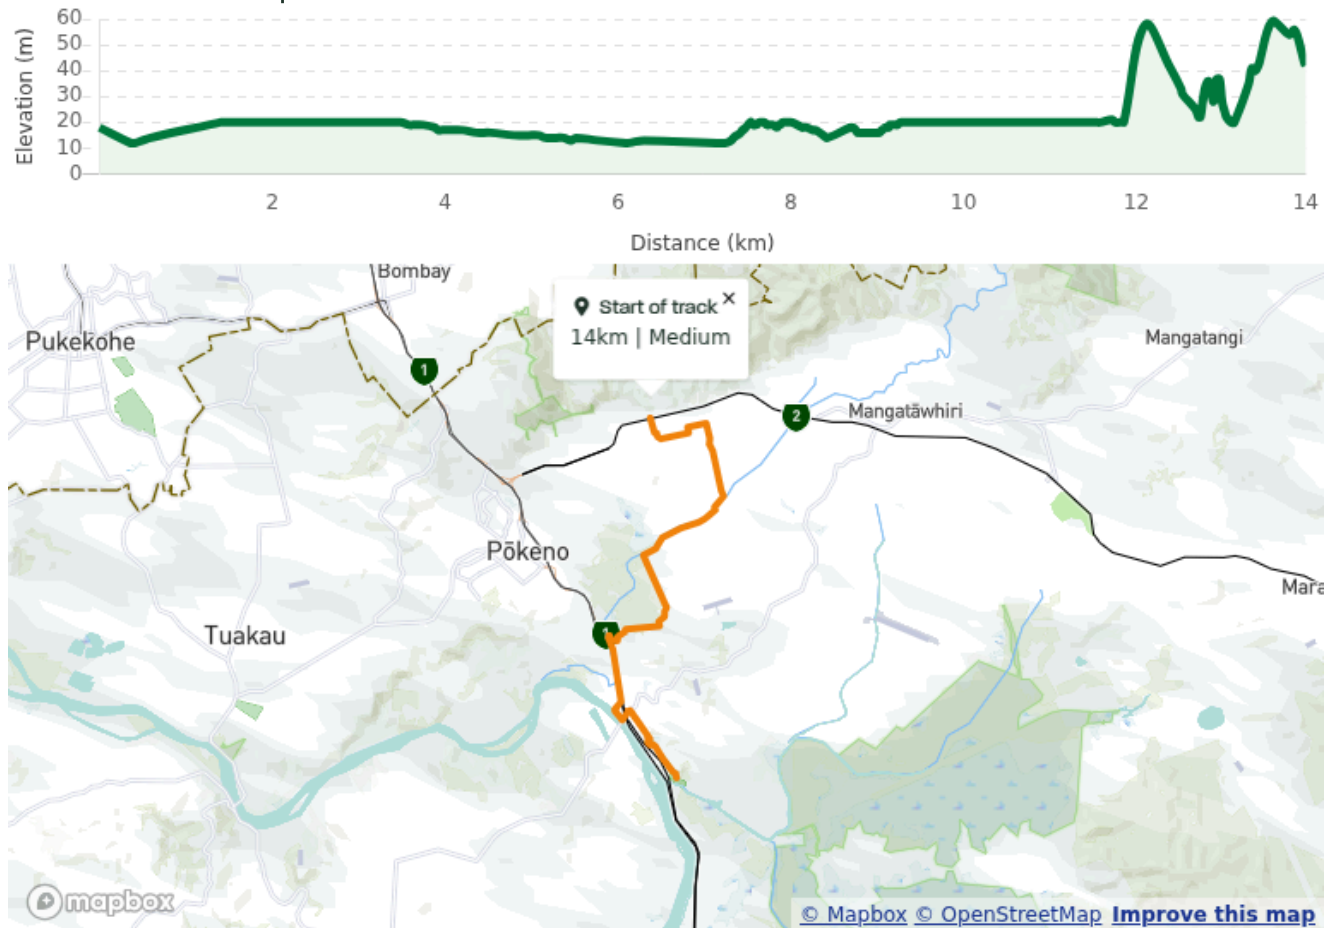 60
50
40
30
20
10
0
Elevation (m)
2 4 6 8 10 12 14
Distance (km)
Bombay
Start of track ×
14km | Medium
Pukekohe
Mangatangi
1
2
Mangatāwhiri
Pōkeno
Mara
1
Tuakau
mapbox
© Mapbox © OpenStreetMap Improve this map